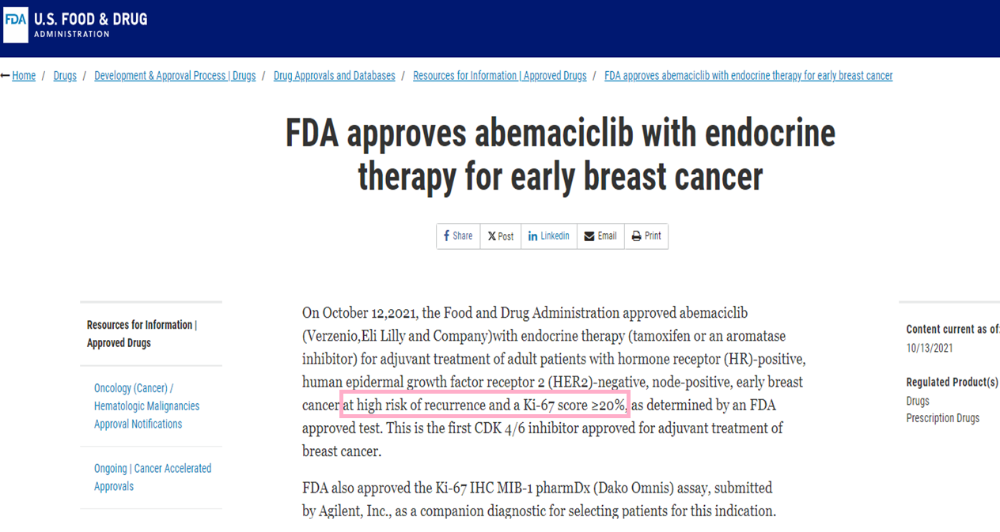 FDA U.S. FOOD & DRUG
ADMINISTRATION
Home / Drugs / Development & Approval Process | Drugs / Drug Approvals and Databases / Resources for Information | Approved Drugs / FDA approves abemaciclib with endocrine therapy for early breast cancer
FDA approves abemaciclib with endocrine
therapy for early breast cancer
f Share X Post in Linkedin Email Print
Resources for Information |
Approved Drugs
Oncology (Cancer) /
Hematologic Malignancies
Approval Notifications
Ongoing | Cancer Accelerated
Approvals
On October 12,2021, the Food and Drug Administration approved abemaciclib
(Verzenio,Eli Lilly and Company)with endocrine therapy (tamoxifen or an aromatase
inhibitor) for adjuvant treatment of adult patients with hormone receptor (HR)-positive,
human epidermal growth factor receptor 2 (HER2)-negative, node-positive, early breast
cancer at high risk of recurrence and a Ki-67 score ≥20%, as determined by an FDA
approved test. This is the first CDK 4/6 inhibitor approved for adjuvant treatment of
breast cancer.
FDA also approved the Ki-67 IHC MIB-1 pharmDx (Dako Omnis) assay, submitted
by Agilent, Inc., as a companion diagnostic for selecting patients for this indication.
Content current as of:
10/13/2021
Regulated Product(s)
Drugs
Prescription Drugs